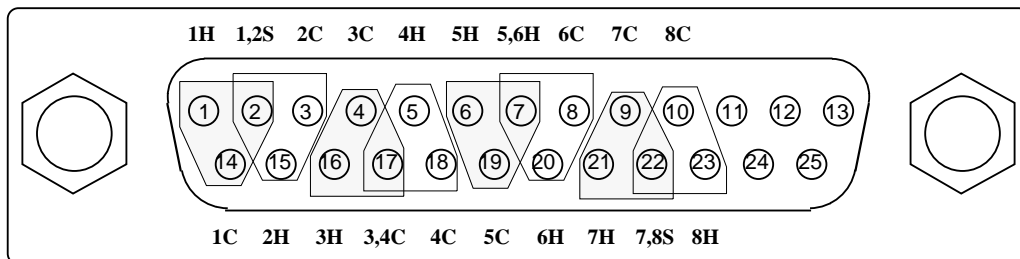 1H 1,2S 2C 3C 4H 5H 5,6H 6C 7C 8C
1 2 3 4 5 6 7 8 9 10 11 12 13
14 15 16 17 18 19 20 21 22 23 24 25
1C 2H 3H 3,4C 4C 5C 6H 7H 7,8S 8H